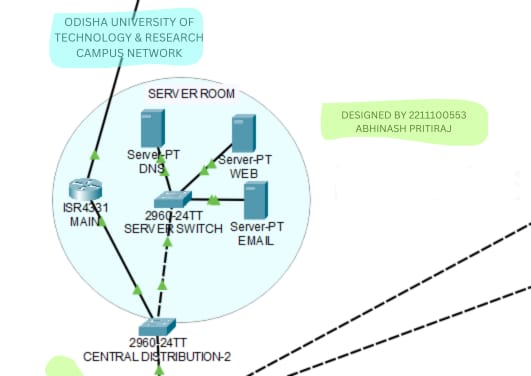 ODISHA UNIVERSITY OF
TECHNOLOGY & RESEARCH
CAMPUS NETWORK
SERVER ROOM
DESIGNED BY 2211100553
ABHINASH PRITIRAJ
Server-PT
DNS
Server-PT
WEB
ISR4331
MAIN
2960-24TT
SERVER SWITCH
Server-PT
EMAIL
2960-24TT
CENTRAL DISTRIBUTION-2